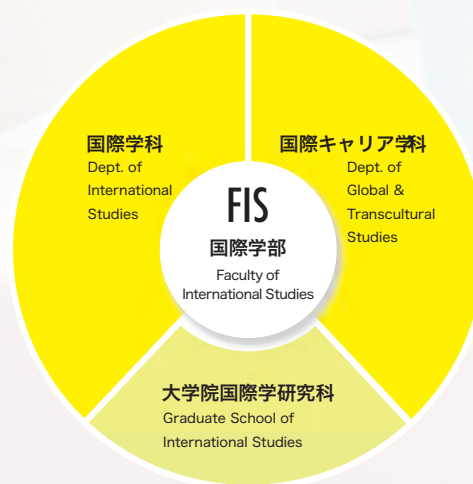 国際学科
Dept. of
International
Studies
国際キャリア学科
Dept. of
Global &
Transcultural
Studies
FIS
国際学部
Faculty of
International Studies
大学院国際学研究科
Graduate School of
International Studies